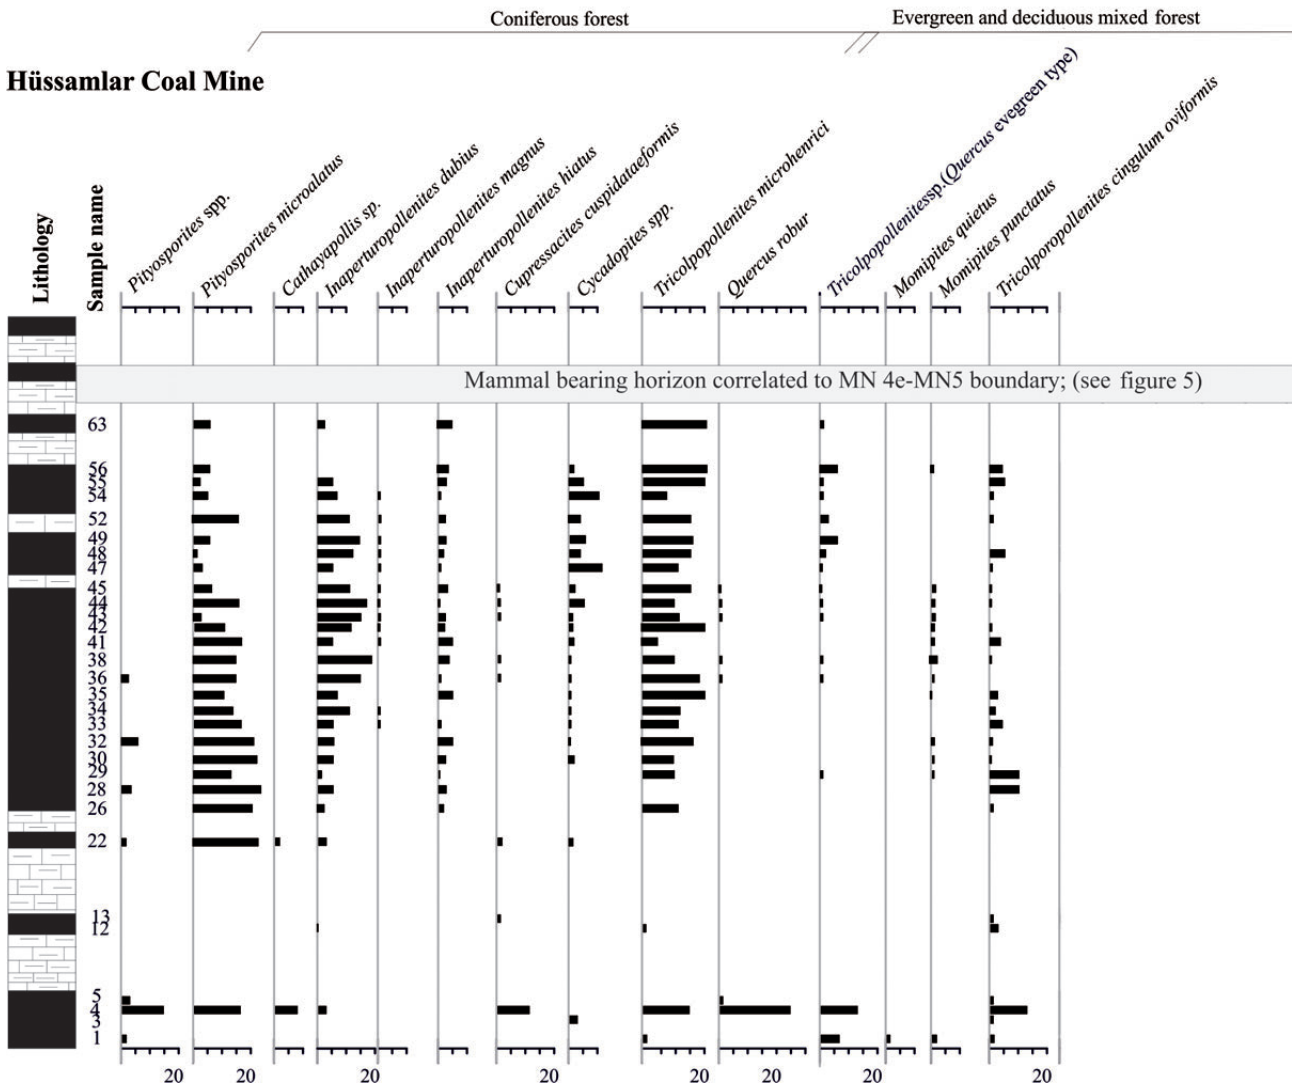 Coniferous forest
Evergreen and deciduous mixed forest
Hüssamlar Coal Mine
Lithology
Sample name
Pityosporites spp.
Pityosporites microalatus
Cathayapollis sp.
Inaperturopollenites dubius
Inaperturopollenites magnus
Inaperturopollenites hiatus
Cupressacites cuspidataeformis
Cycadopites spp.
Tricolpopollenites microhenrici
Quercus robur
Tricolpopollenitessp.(Quercus evegreen type)
Momipites quietus
Momipites punctatus
Tricolporopollenites cingulum oviformis
Mammal bearing horizon correlated to MN 4e-MN5 boundary; (see figure 5)
63
56
55
54
52
49
48
47
45
44
43
42
41
38
36
35
34
33
32
30
29
28
26
22
13
12
5
4
3
1
20 20 20 20 20 20 20 20